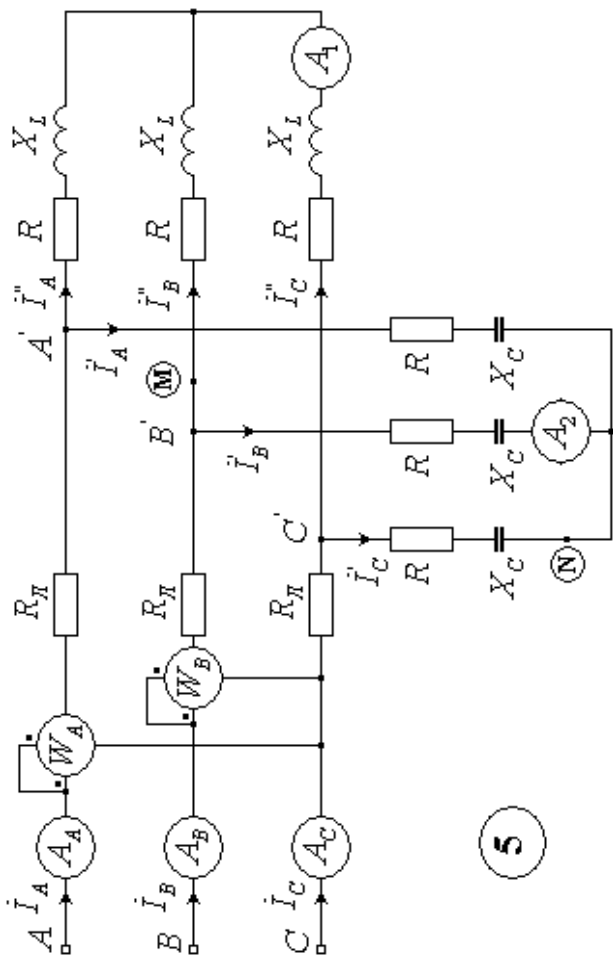 A İ_A R_Л A' İ''_A R X_L
A_A W_A
İ'_A
B İ_B R_Л B' M İ''_B R X_L
A_B W_B
İ'_B
C İ_C R_Л C' İ''_C R X_L
A_C A_1
İ'_C
R R R
X_C X_C X_C
5 A_2
N